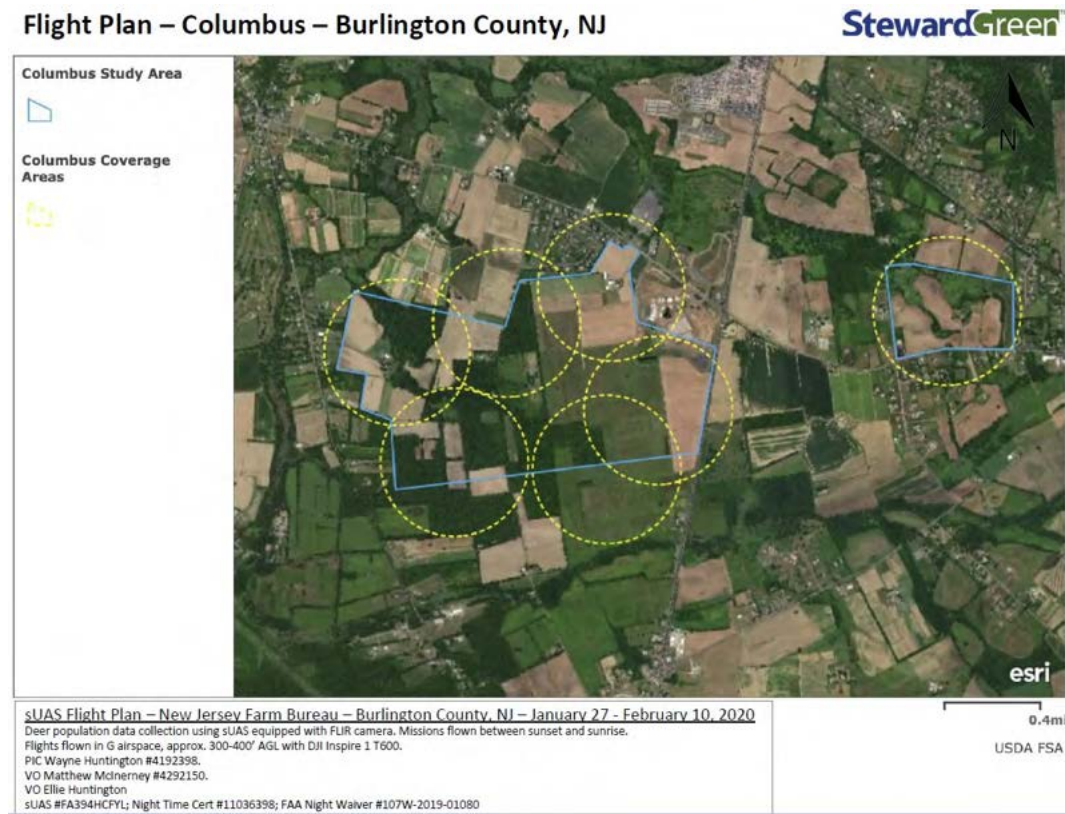 Flight Plan – Columbus – Burlington County, NJ
StewardGreen
Columbus Study Area
Columbus Coverage
Areas
N
esri
sUAS Flight Plan – New Jersey Farm Bureau – Burlington County, NJ – January 27 - February 10, 2020
Deer population data collection using sUAS equipped with FLIR camera. Missions flown between sunset and sunrise.
Flights flown in G airspace, approx. 300-400' AGL with DJI Inspire 1 T600.
PIC Wayne Huntington #4192398.
VO Matthew McInerney #4292150.
VO Ellie Huntington
sUAS #FA394HCFYL; Night Time Cert #11036398; FAA Night Waiver #107W-2019-01080
0.4mi
USDA FSA